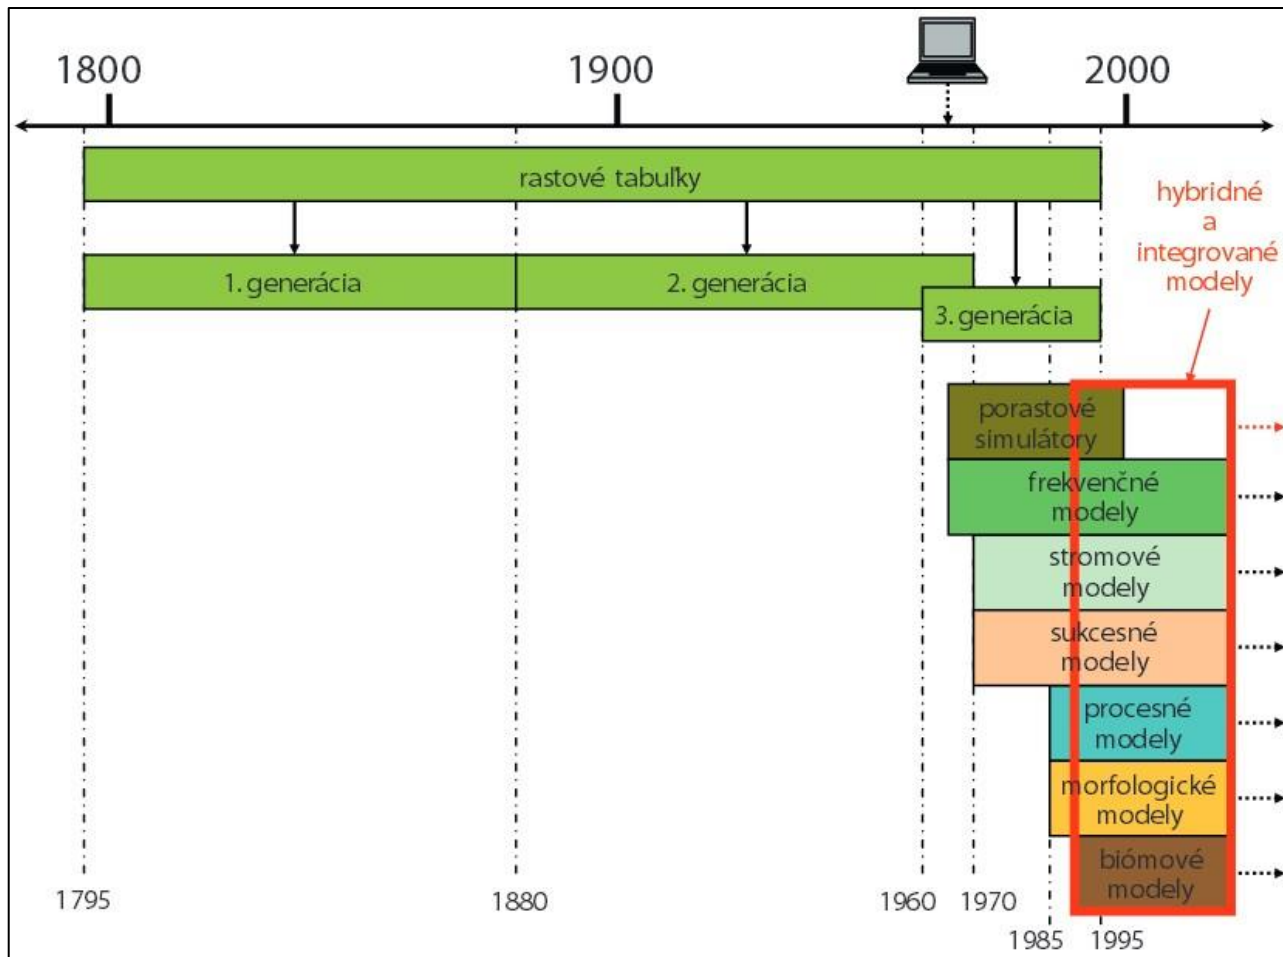 1800
1900
2000
rastové tabuľky
1. generácia
2. generácia
3. generácia
hybridné
a
integrované
modely
porastové
simulátory
frekvenčné
modely
stromové
modely
sukcesné
modely
procesné
modely
morfologické
modely
biómové
modely
1795
1880
1960
1970
1985
1995